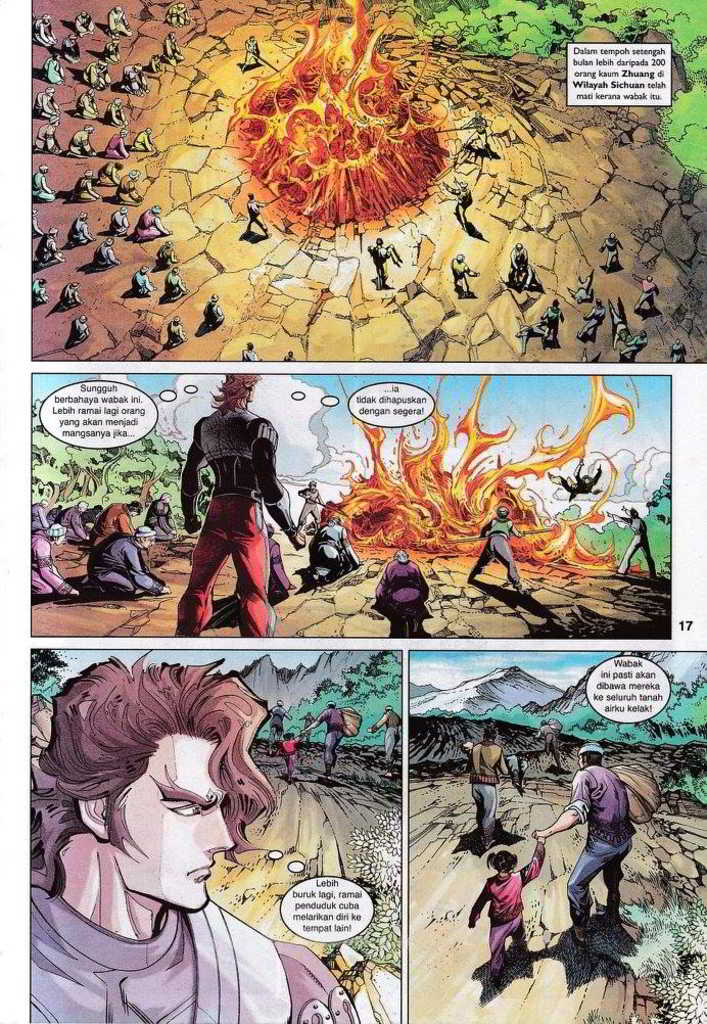 Dalam tempoh setengah
bulan lebih daripada 200
orang kaum Zhuang di
Wilayah Sichuan telah
mati kerana wabak itu.
Sungguh
berbahaya wabak ini.
Lebih ramai lagi orang
yang akan menjadi
mangsanya jika...
...ia
tidak dihapuskan
dengan segera!
17
Lebih
buruk lagi, ramai
penduduk cuba
melarikan diri ke
tempat lain!
Wabak
ini pasti akan
dibawa mereka
ke seluruh tanah
airku kelak!